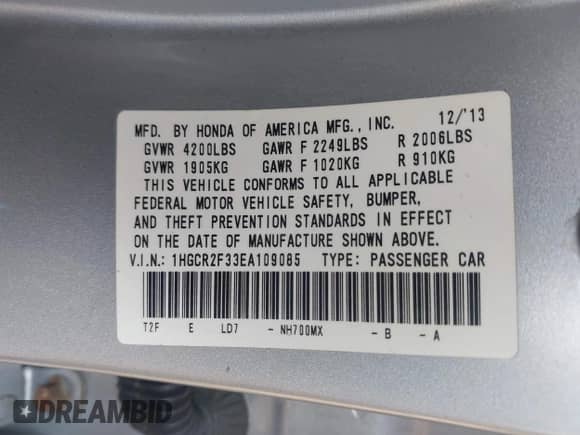 MFD. BY HONDA OF AMERICA MFG., INC. 12/'13
GVWR 4200LBS GAWR F 2249LBS R 2006LBS
GVWR 1905KG GAWR F 1020KG R 910KG
THIS VEHICLE CONFORMS TO ALL APPLICABLE
FEDERAL MOTOR VEHICLE SAFETY, BUMPER,
AND THEFT PREVENTION STANDARDS IN EFFECT
ON THE DATE OF MANUFACTURE SHOWN ABOVE.
V.I.N.: 1HGCR2F33EA109085 TYPE: PASSENGER CAR
T2F E LD7 - NH700MX - B - A
DREAMBID